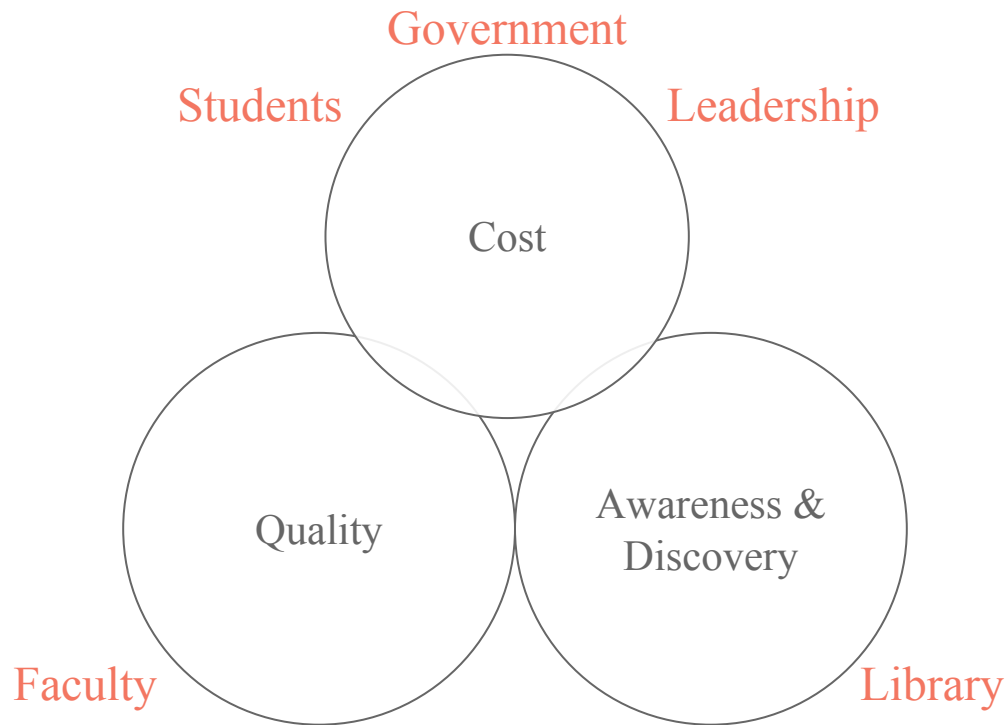 Government
Students
Leadership
Cost
Quality
Awareness &
Discovery
Faculty
Library